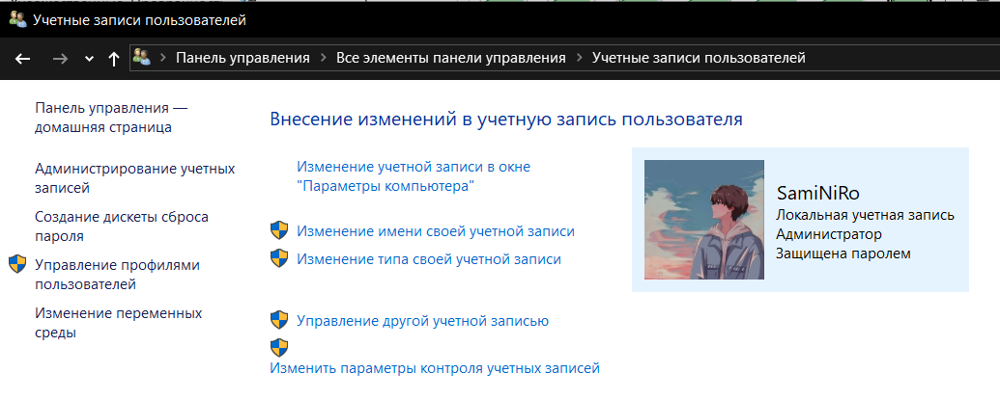 Учетные записи пользователей
Панель управления
Все элементы панели управления
Учетные записи пользователей
Панель управления —
домашняя страница
Администрирование учетных
записей
Создание дискеты сброса
пароля
Управление профилями
пользователей
Изменение переменных
среды
Внесение изменений в учетную запись пользователя
Изменение учетной записи в окне
"Параметры компьютера"
Изменение имени своей учетной записи
Изменение типа своей учетной записи
Управление другой учетной записью
Изменить параметры контроля учетных записей
SamiNiRo
Локальная учетная запись
Администратор
Защищена паролем